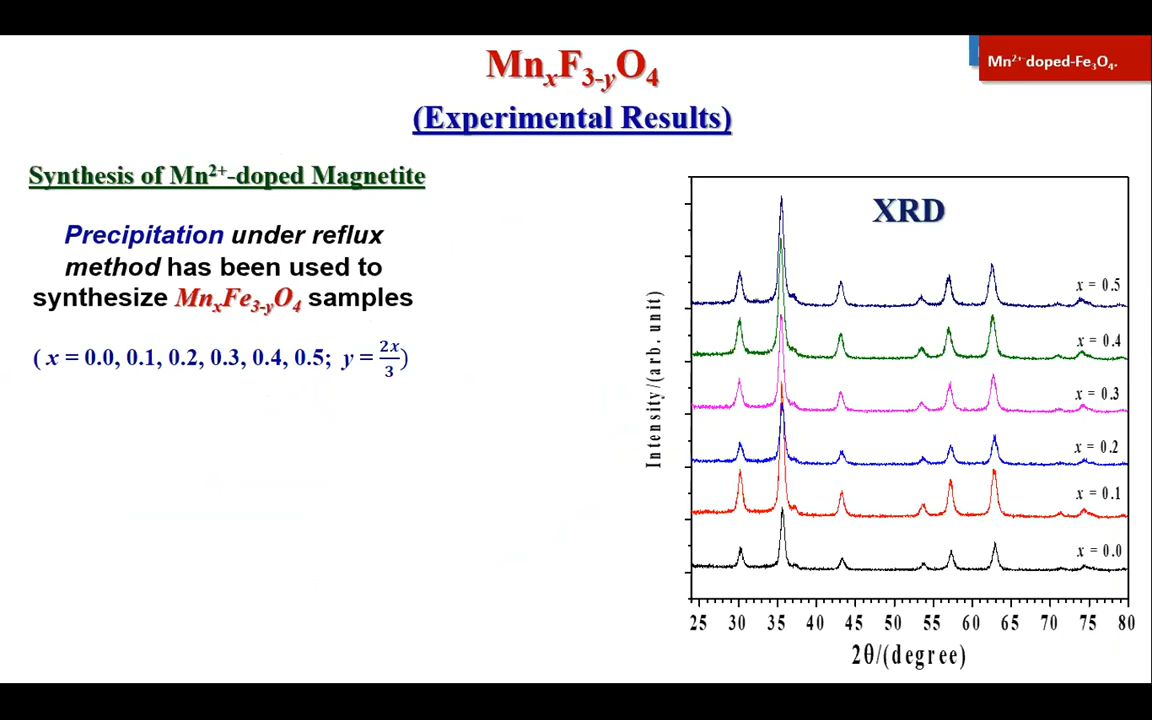 MnₓF₃₋yO₄
Mn²⁺-doped-Fe₃O₄.
(Experimental Results)
Synthesis of Mn²⁺-doped Magnetite
Precipitation under reflux
method has been used to
synthesize MnₓFe₃₋yO₄ samples
( x = 0.0, 0.1, 0.2, 0.3, 0.4, 0.5; y = 2x/3)
XRD
Intensity/(arb. unit)
x = 0.5
x = 0.4
x = 0.3
x = 0.2
x = 0.1
x = 0.0
25 30 35 40 45 50 55 60 65 70 75 80
2θ/(degree)